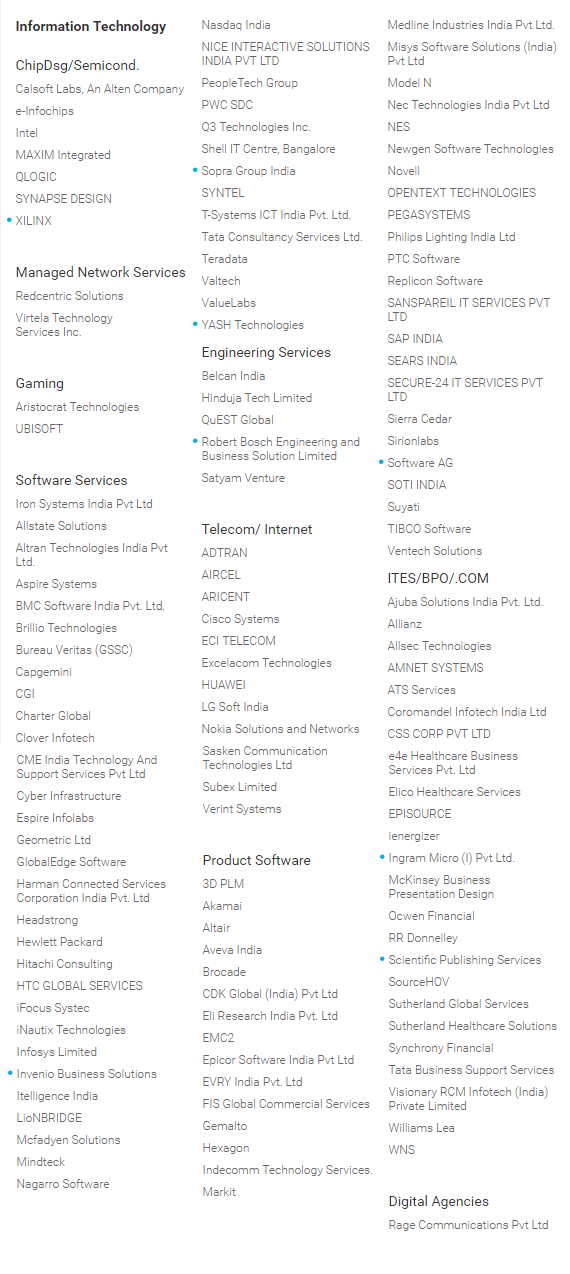 Information Technology
ChipDsg/Semicond.
Calsoft Labs, An Alten Company
e-Infochips
Intel
MAXIM Integrated
QLOGIC
SYNAPSE DESIGN
XILINX
Managed Network Services
Redcentric Solutions
Virtela Technology
Services Inc.
Gaming
Aristocrat Technologies
UBISOFT
Software Services
Iron Systems India Pvt Ltd
Allstate Solutions
Altran Technologies India Pvt
Ltd.
Aspire Systems
BMC Software India Pvt. Ltd.
Brillio Technologies
Bureau Veritas (GSSC)
Capgemini
CGI
Charter Global
Clover Infotech
CME India Technology And
Support Services Pvt Ltd
Cyber Infrastructure
Espire Infolabs
Geometric Ltd
GlobalEdge Software
Harman Connected Services
Corporation India Pvt. Ltd
Headstrong
Hewlett Packard
Hitachi Consulting
HTC GLOBAL SERVICES
iFocus Systec
iNautix Technologies
Infosys Limited
Invenio Business Solutions
Itelligence India
LioNBRIDGE
Mcfadyen Solutions
Mindteck
Nagarro Software
Nasdaq India
NICE INTERACTIVE SOLUTIONS
INDIA PVT LTD
PeopleTech Group
PWC SDC
Q3 Technologies Inc.
Shell IT Centre, Bangalore
Sopra Group India
SYNTEL
T-Systems ICT India Pvt. Ltd.
Tata Consultancy Services Ltd.
Teradata
Valtech
ValueLabs
YASH Technologies
Engineering Services
Belcan India
Hinduja Tech Limited
QuEST Global
Robert Bosch Engineering and
Business Solution Limited
Satyam Venture
Telecom/ Internet
ADTRAN
AIRCEL
ARICENT
Cisco Systems
ECI TELECOM
Excelacom Technologies
HUAWEI
LG Soft India
Nokia Solutions and Networks
Sasken Communication
Technologies Ltd
Subex Limited
Verint Systems
Product Software
3D PLM
Akamai
Altair
Aveva India
Brocade
CDK Global (India) Pvt Ltd
Eli Research India Pvt. Ltd
EMC2
Epicor Software India Pvt Ltd
EVRY India Pvt. Ltd
FIS Global Commercial Services
Gemalto
Hexagon
Indecomm Technology Services.
Markit
Medline Industries India Pvt Ltd.
Misys Software Solutions (India)
Pvt Ltd
Model N
Nec Technologies India Pvt Ltd
NES
Newgen Software Technologies
Novell
OPENTEXT TECHNOLOGIES
PEGASYSTEMS
Philips Lighting India Ltd
PTC Software
Replicon Software
SANSPAREIL IT SERVICES PVT
LTD
SAP INDIA
SEARS INDIA
SECURE-24 IT SERVICES PVT
LTD
Sierra Cedar
Sirionlabs
Software AG
SOTI INDIA
Suyati
TIBCO Software
Ventech Solutions
ITES/BPO/.COM
Ajuba Solutions India Pvt. Ltd.
Allianz
Allsec Technologies
AMNET SYSTEMS
ATS Services
Coromandel Infotech India Ltd
CSS CORP PVT LTD
e4e Healthcare Business
Services Pvt. Ltd
Elico Healthcare Services
EPISOURCE
ienergizer
Ingram Micro (I) Pvt Ltd.
McKinsey Business
Presentation Design
Ocwen Financial
RR Donnelley
Scientific Publishing Services
SourceHOV
Sutherland Global Services
Sutherland Healthcare Solutions
Synchrony Financial
Tata Business Support Services
Visionary RCM Infotech (India)
Private Limited
Williams Lea
WNS
Digital Agencies
Rage Communications Pvt Ltd